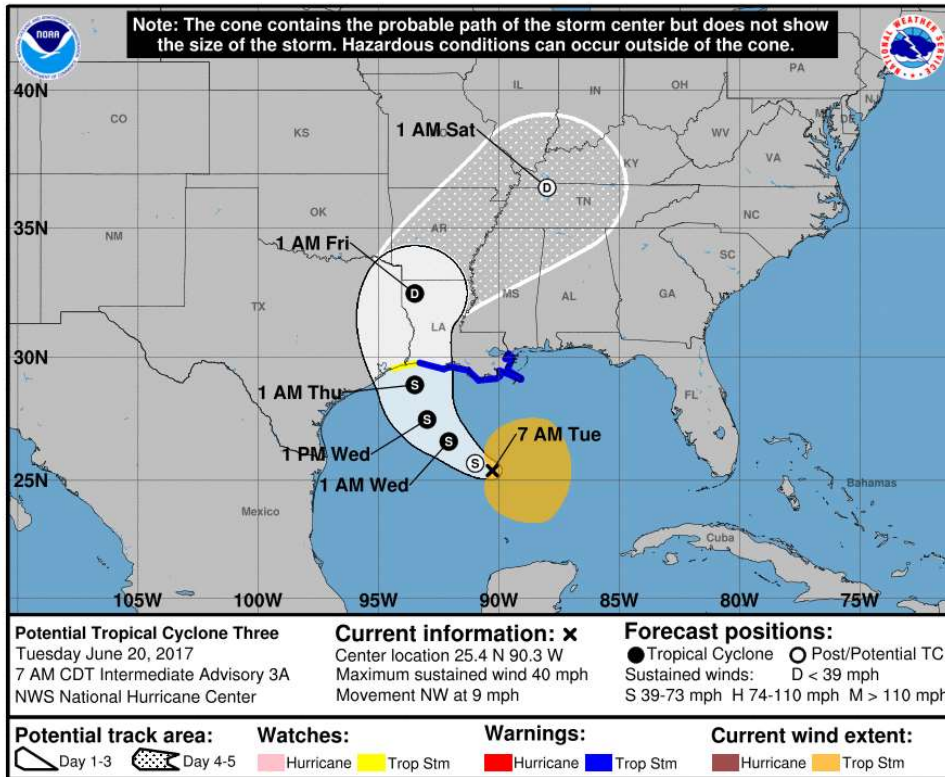 Note: The cone contains the probable path of the storm center but does not show
the size of the storm. Hazardous conditions can occur outside of the cone.
NOAA
NATIONAL WEATHER SERVICE
PA
40N
IL
IN
OH
NJ
CO
KS
1 AM Sat
WV
DE
KY
VA
D
TN
OK
NC
35N
NM
AR
1 AM Fri
SC
D
MS
AL
GA
TX
LA
30N
1 AM Thu
S
FL
1 PM Wed
S
7 AM Tue
S
1 AM Wed
S
25N
Bahamas
Mexico
Cuba
105W
100W
95W
90W
85W
80W
75W
Potential Tropical Cyclone Three
Tuesday June 20, 2017
7 AM CDT Intermediate Advisory 3A
NWS National Hurricane Center
Current information: ×
Center location 25.4 N 90.3 W
Maximum sustained wind 40 mph
Movement NW at 9 mph
Forecast positions:
Tropical Cyclone Post/Potential TC
Sustained winds: D < 39 mph
S 39-73 mph H 74-110 mph M > 110 mph
Potential track area:
Day 1-3 Day 4-5
Watches:
Hurricane Trop Stm
Warnings:
Hurricane Trop Stm
Current wind extent:
Hurricane Trop Stm